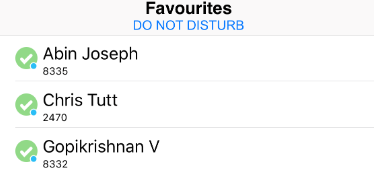 Favourites
DO NOT DISTURB
Abin Joseph
8335
Chris Tutt
2470
Gopikrishnan V
8332